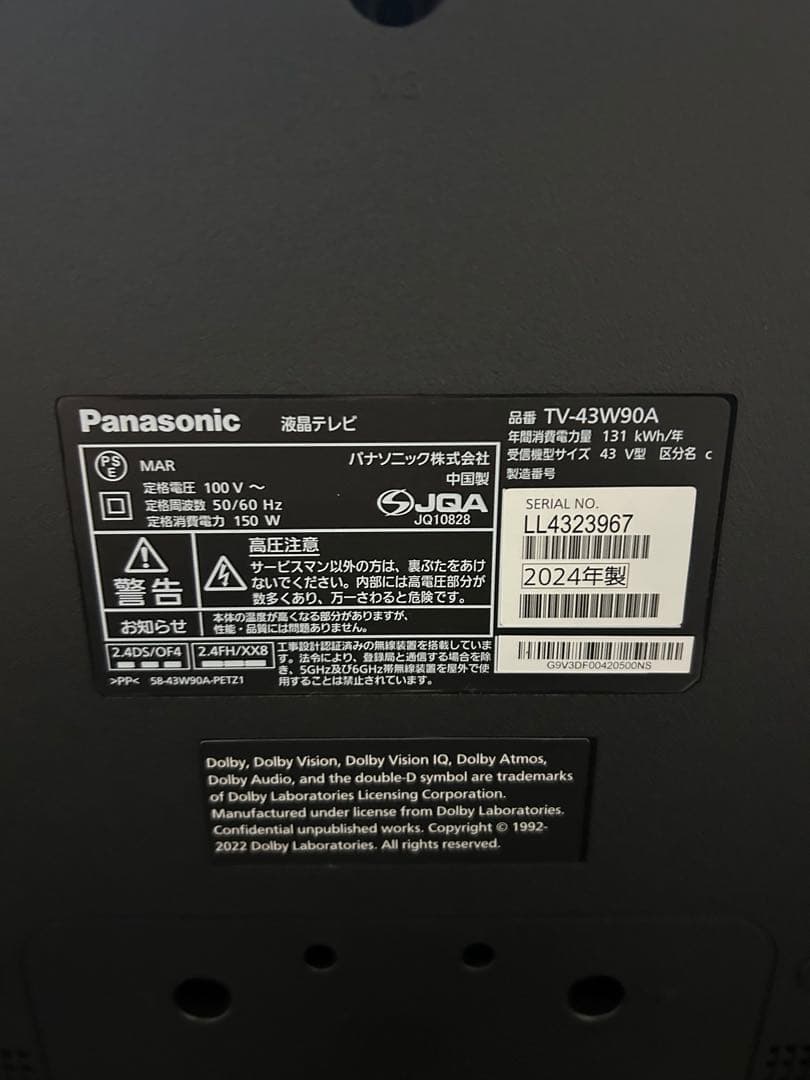 Panasonic 液晶テレビ
品番 TV-43W90A
年間消費電力量 131 kWh/年
受信機型サイズ 43 V型 区分名 c
製造番号
PS
E
MAR
パナソニック株式会社
中国製
定格電圧 100 V ～
定格周波数 50/60 Hz
定格消費電力 150 W
JQA
JQ10828
SERIAL NO.
LL4323967
2024年製
警告
高圧注意
サービスマン以外の方は、裏ぶたをあけ
ないでください。内部には高電圧部分が
数多くあり、万一さわると危険です。
お知らせ
本体の温度が高くなる部分がありますが、
性能・品質には問題ありません。
2.4DS/OF4
2.4FH/XX8
工事設計認証済みの無線装置を搭載していま
す。法令により、登録局と通信する場合を除
き、5GHz及び6GHz帯無線装置を屋外で使
用することは禁止されています。
>PP< 58-43W90A-PETZ1
G9V3DF00420500NS
Dolby, Dolby Vision, Dolby Vision IQ, Dolby Atmos,
Dolby Audio, and the double-D symbol are trademarks
of Dolby Laboratories Licensing Corporation.
Manufactured under license from Dolby Laboratories.
Confidential unpublished works. Copyright © 1992-
2022 Dolby Laboratories. All rights reserved.